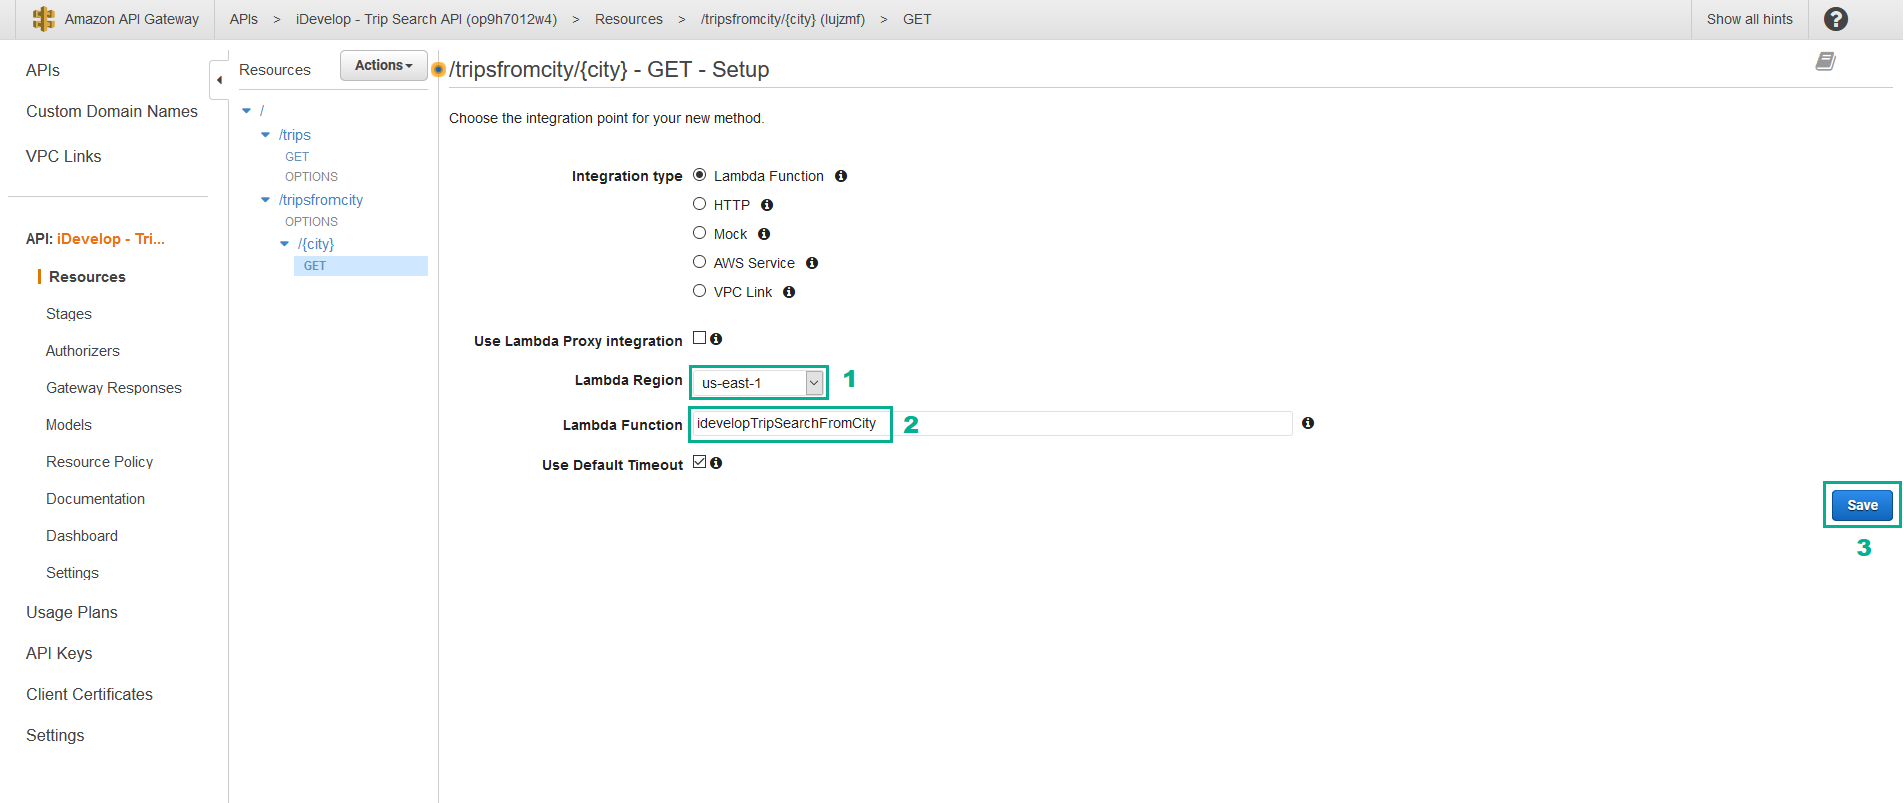 Amazon API Gateway APIs > iDevelop - Trip Search API (op9h7012w4) > Resources > /tripsfromcity/{city} (lujzmf) > GET Show all hints ?
APIs
Custom Domain Names
VPC Links
API: iDevelop - Tri...
Resources
Stages
Authorizers
Gateway Responses
Models
Resource Policy
Documentation
Dashboard
Settings
Usage Plans
API Keys
Client Certificates
Settings
Resources Actions
/
/trips
GET
OPTIONS
/tripsfromcity
OPTIONS
/{city}
GET
/tripsfromcity/{city} - GET - Setup
Choose the integration point for your new method.
Integration type Lambda Function
HTTP
Mock
AWS Service
VPC Link
Use Lambda Proxy integration
Lambda Region us-east-1 1
Lambda Function idevelopTripSearchFromCity 2
Use Default Timeout
Save
3